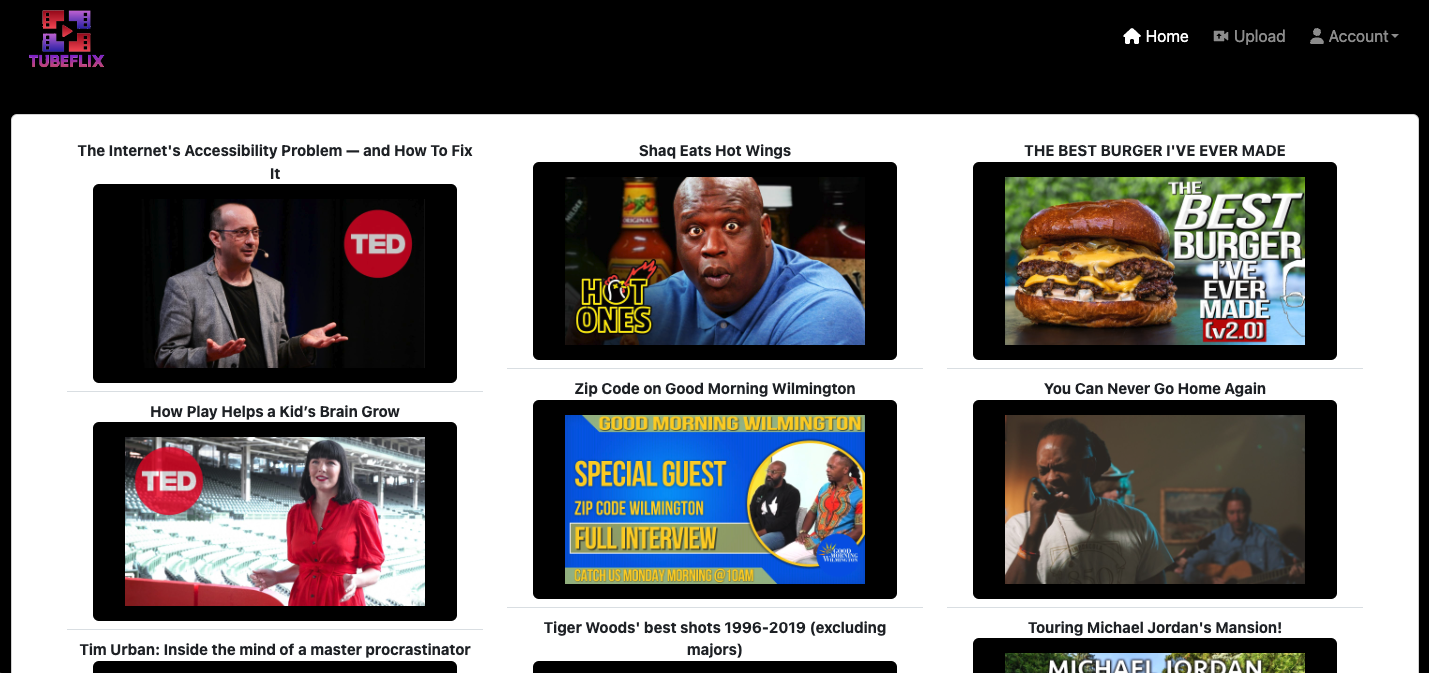 TUBEFLIX
Home
Upload
Account
The Internet's Accessibility Problem — and How To Fix
It
TED
How Play Helps a Kid’s Brain Grow
TED
Tim Urban: Inside the mind of a master procrastinator
Shaq Eats Hot Wings
ORIGINAL
HOT
ONES
Zip Code on Good Morning Wilmington
GOOD MORNING WILMINGTON
SPECIAL GUEST
ZIP CODE WILMINGTON
FULL INTERVIEW
GOOD
MORNING
WILMINGTON
CATCH US MONDAY MORNING @10AM
Tiger Woods' best shots 1996-2019 (excluding
majors)
THE BEST BURGER I'VE EVER MADE
THE
BEST
BURGER
I'VE
EVER
MADE
(v2.0)
You Can Never Go Home Again
Touring Michael Jordan's Mansion!
MICHAEL JORDAN